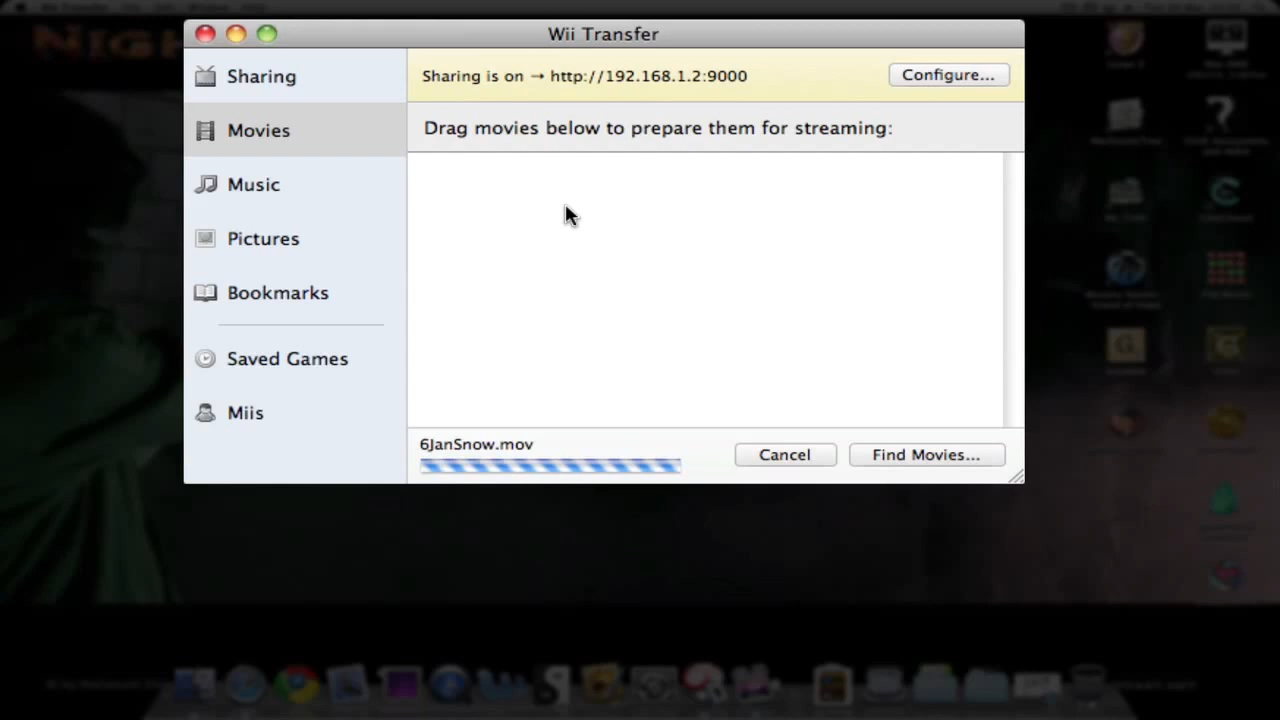 Wii Transfer
Sharing
Movies
Music
Pictures
Bookmarks
Saved Games
Miis
Sharing is on → http://192.168.1.2:9000
Configure...
Drag movies below to prepare them for streaming:
6JanSnow.mov
Cancel
Find Movies...
NIGH